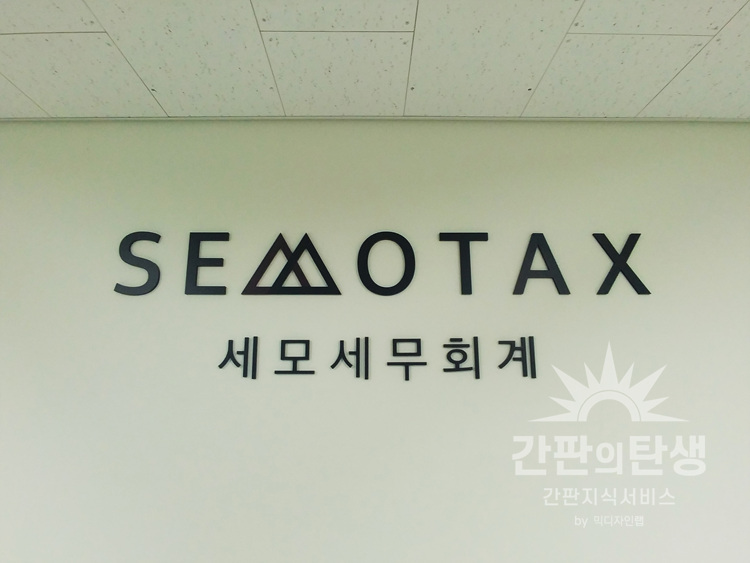 SEMOTAX
세모세무회계
간판의탄생
간판지식서비스
by 막디자인랩